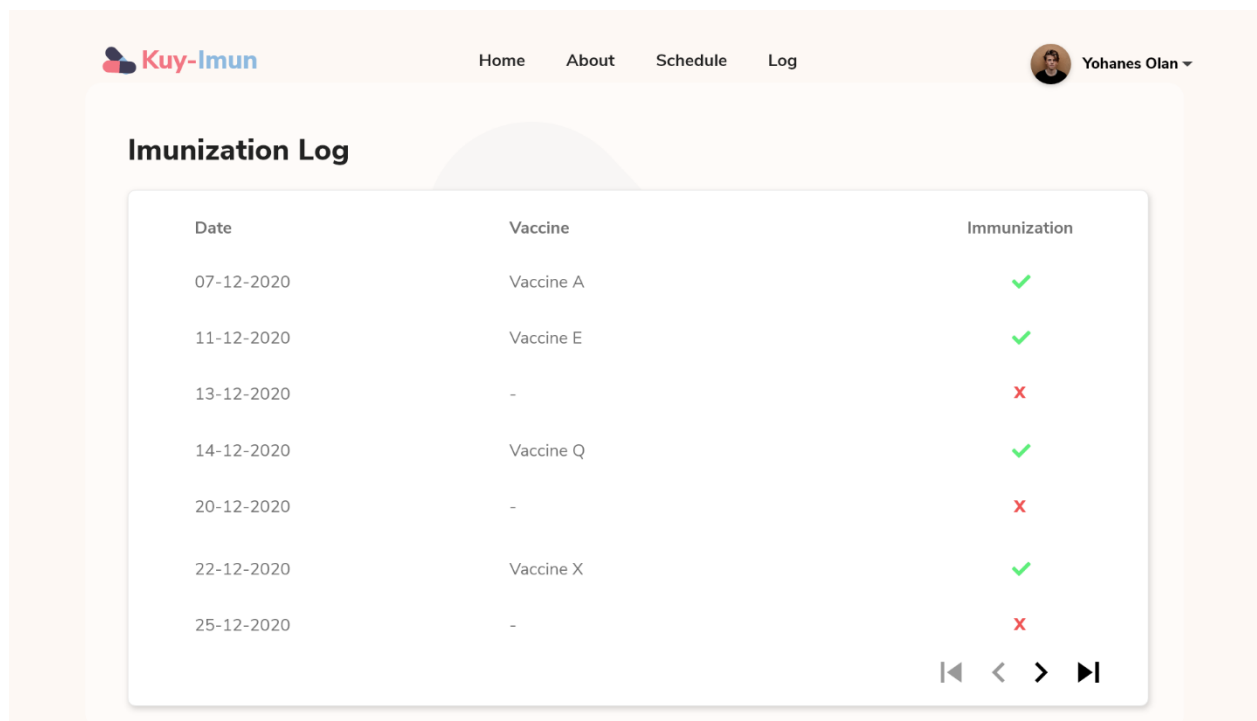 Kuy-Imun Home About Schedule Log Yohanes Olan
Imunization Log
Date Vaccine Immunization
07-12-2020 Vaccine A
11-12-2020 Vaccine E
13-12-2020 -
14-12-2020 Vaccine Q
20-12-2020 -
22-12-2020 Vaccine X
25-12-2020 -